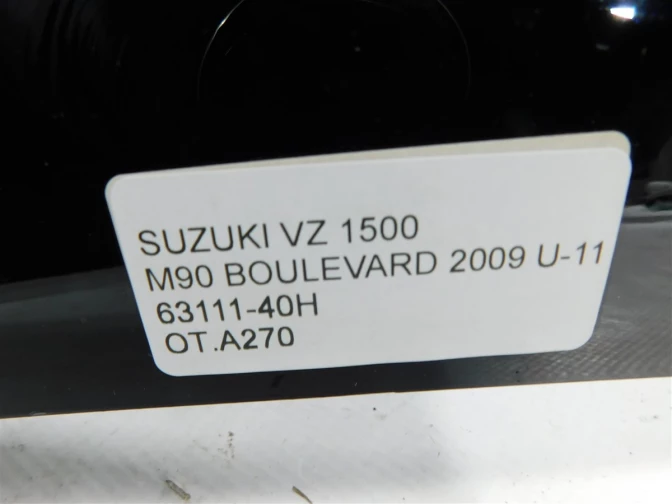 SUZUKI VZ 1500
M90 BOULEVARD 2009 U-11
63111-40H
OT.A270